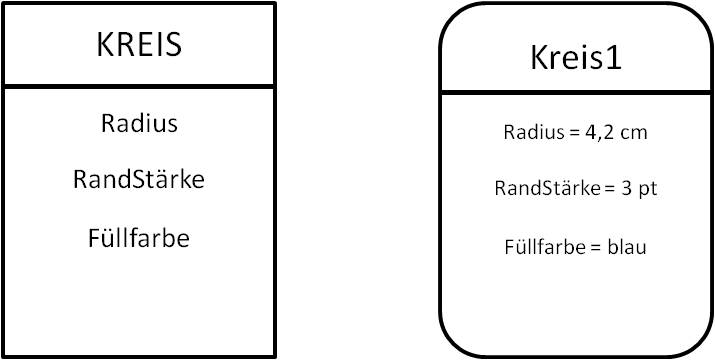 KREIS
Radius
RandStärke
Füllfarbe
Kreis1
Radius = 4,2 cm
RandStärke = 3 pt
Füllfarbe = blau